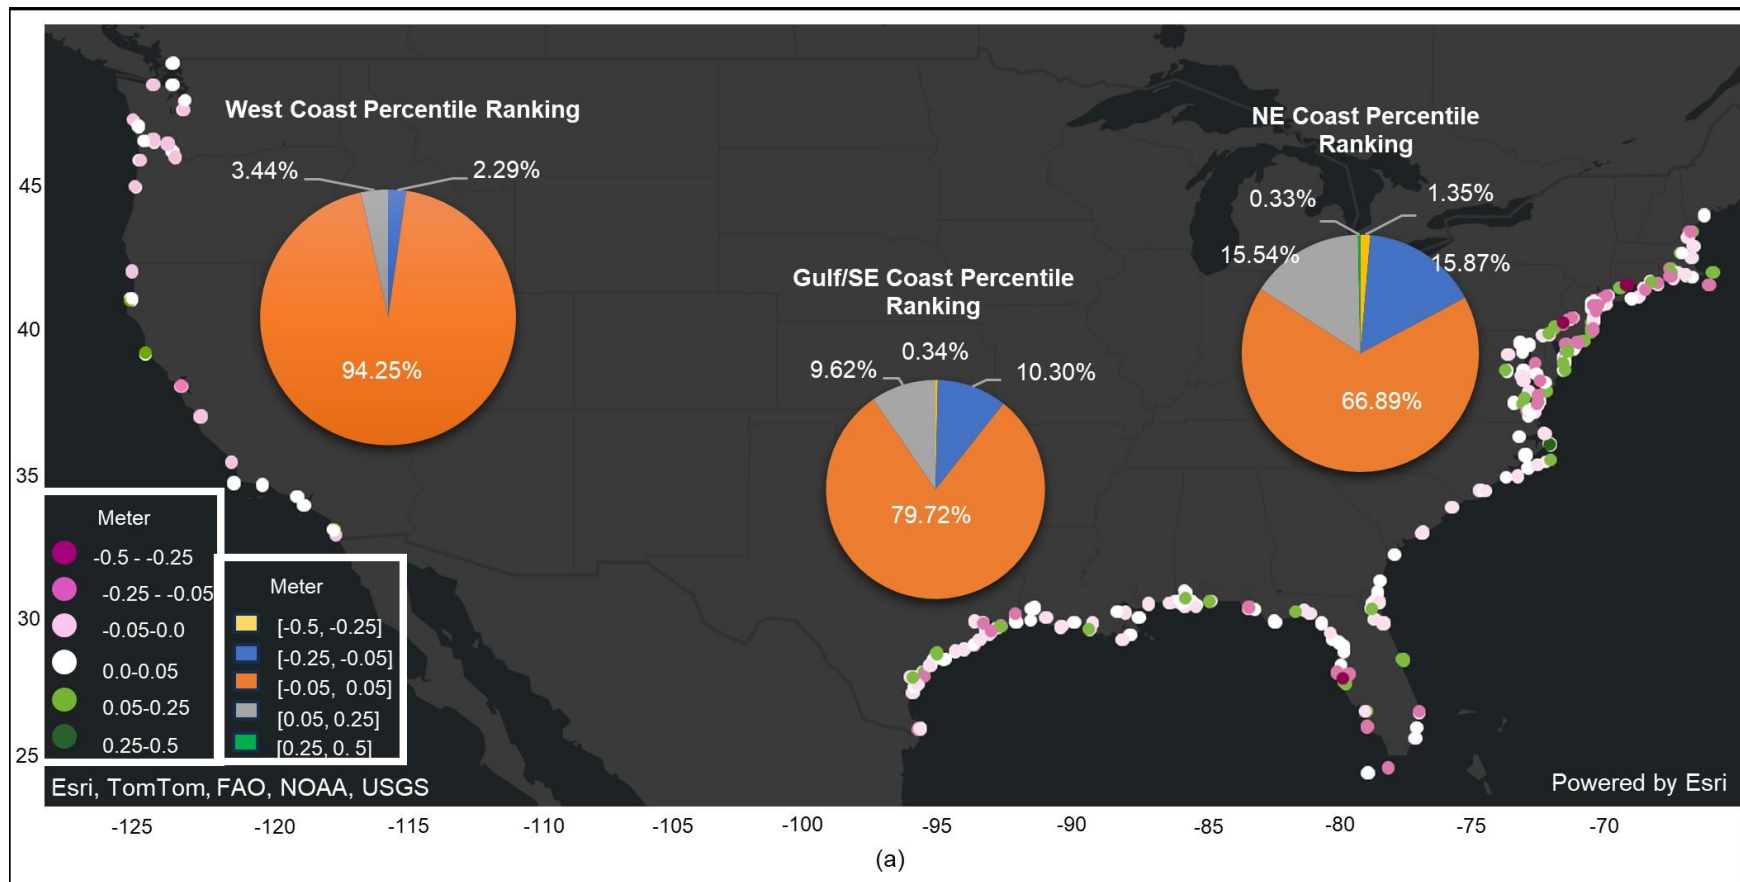 West Coast Percentile Ranking
3.44%
2.29%
94.25%
Gulf/SE Coast Percentile
Ranking
9.62%
0.34%
10.30%
79.72%
NE Coast Percentile
Ranking
0.33%
1.35%
15.54%
15.87%
66.89%
45
40
35
30
25
Meter
-0.5 - -0.25
-0.25 - -0.05
-0.05-0.0
0.0-0.05
0.05-0.25
0.25-0.5
Meter
[-0.5, -0.25]
[-0.25, -0.05]
[-0.05, 0.05]
[0.05, 0.25]
[0.25, 0. 5]
Esri, TomTom, FAO, NOAA, USGS
Powered by Esri
-125 -120 -115 -110 -105 -100 -95 -90 -85 -80 -75 -70
(a)